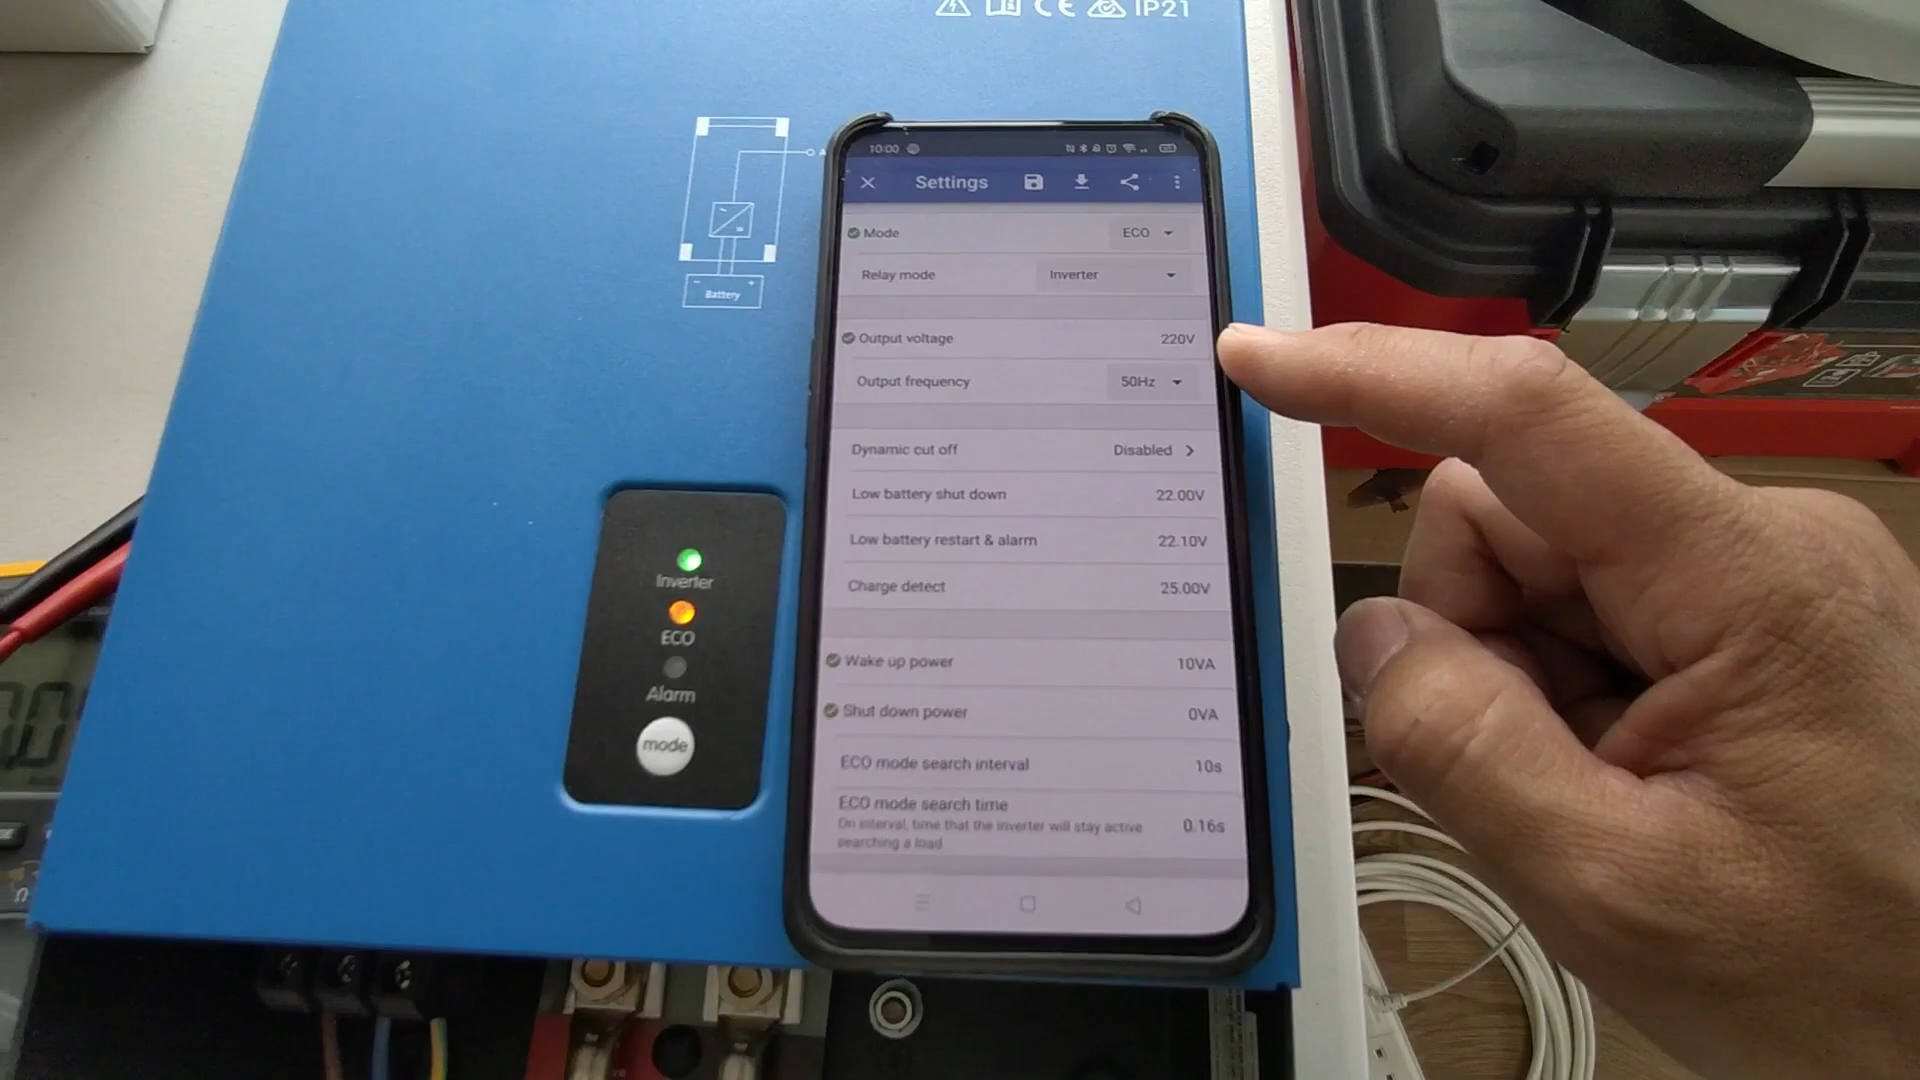 IP21
Battery
10:00
Settings
Mode
ECO
Relay mode
Inverter
Output voltage
220V
Output frequency
50Hz
Dynamic cut off
Disabled
Low battery shut down
22.00V
Low battery restart & alarm
22.10V
Charge detect
25.00V
Wake up power
10VA
Shut down power
0VA
ECO mode search interval
10s
ECO mode search time
On interval, time that the inverter will stay active
searching a load
0.16s
Inverter
ECO
Alarm
mode